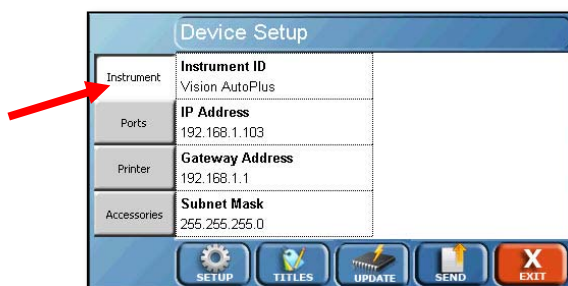 Device Setup
Instrument
Ports
Printer
Accessories
Instrument ID
Vision AutoPlus
IP Address
192.168.1.103
Gateway Address
192.168.1.1
Subnet Mask
255.255.255.0
SETUP
TITLES
UPDATE
SEND
X
EXIT